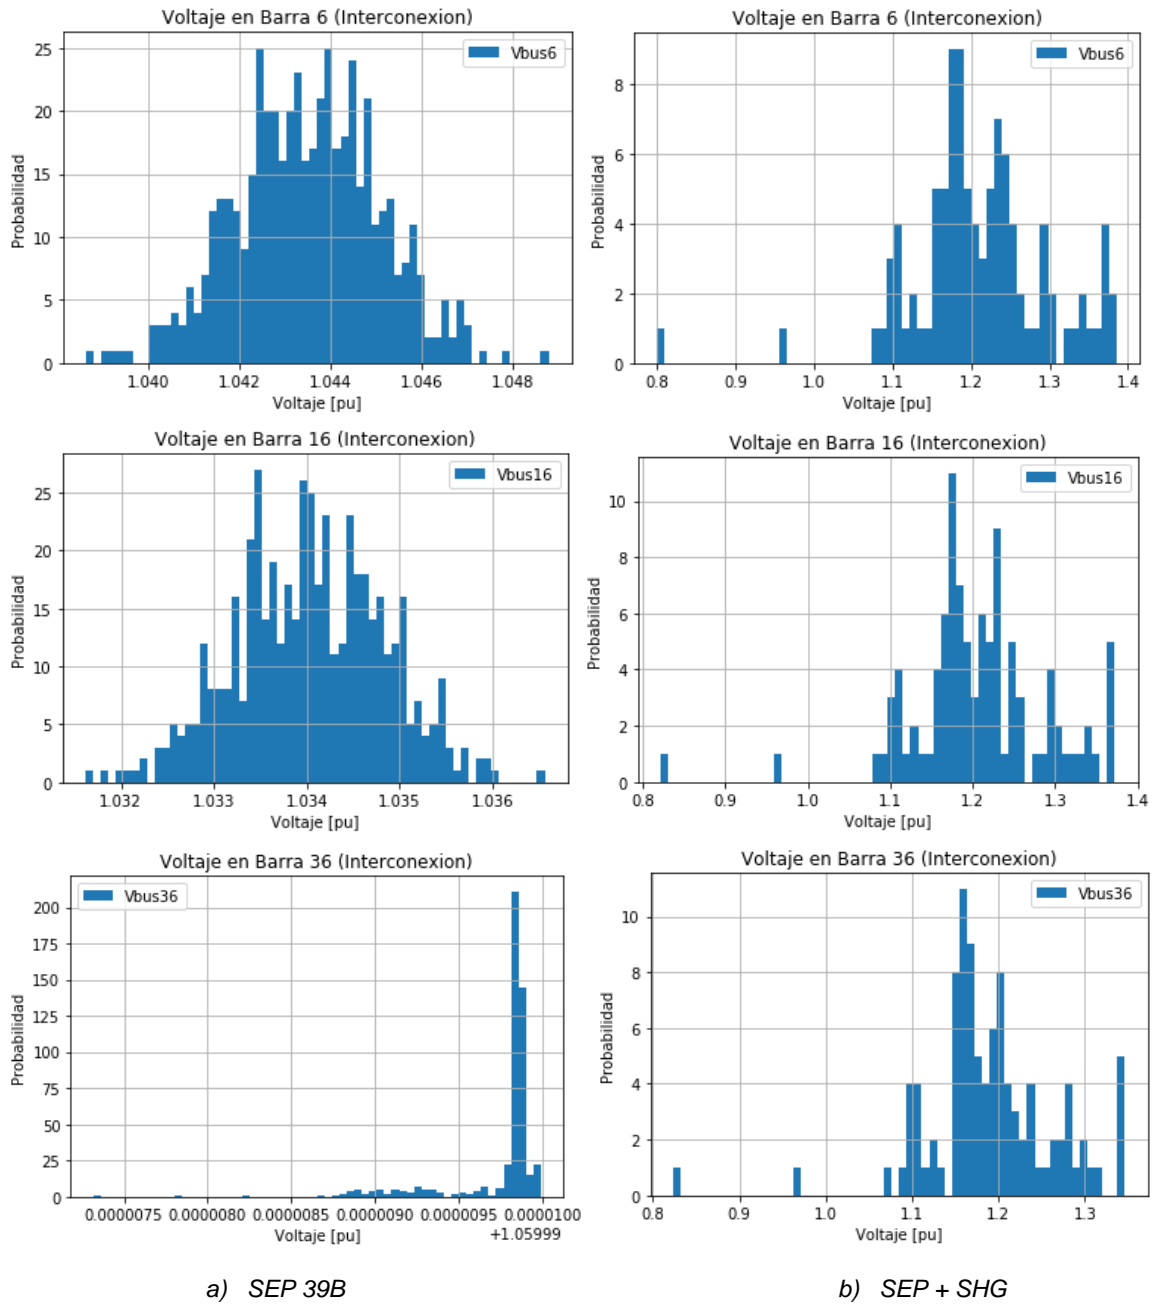 Voltaje en Barra 6 (Interconexion)
Vbus6
25
20
15
10
5
0
Probabilidad
1.040 1.042 1.044 1.046 1.048
Voltaje [pu]
Voltaje en Barra 6 (Interconexion)
Vbus6
8
6
4
2
0
Probabilidad
0.8 0.9 1.0 1.1 1.2 1.3 1.4
Voltaje [pu]
Voltaje en Barra 16 (Interconexion)
Vbus16
25
20
15
10
5
0
Probabilidad
1.032 1.033 1.034 1.035 1.036
Voltaje [pu]
Voltaje en Barra 16 (Interconexion)
Vbus16
10
8
6
4
2
0
Probabilidad
0.8 0.9 1.0 1.1 1.2 1.3 1.4
Voltaje [pu]
Voltaje en Barra 36 (Interconexion)
Vbus36
200
175
150
125
100
75
50
25
0
Probabilidad
0.0000075 0.0000080 0.0000085 0.0000090 0.0000095 0.0000100
Voltaje [pu]
+1.05999
Voltaje en Barra 36 (Interconexion)
Vbus36
10
8
6
4
2
0
Probabilidad
0.8 0.9 1.0 1.1 1.2 1.3
Voltaje [pu]
a) SEP 39B
b) SEP + SHG